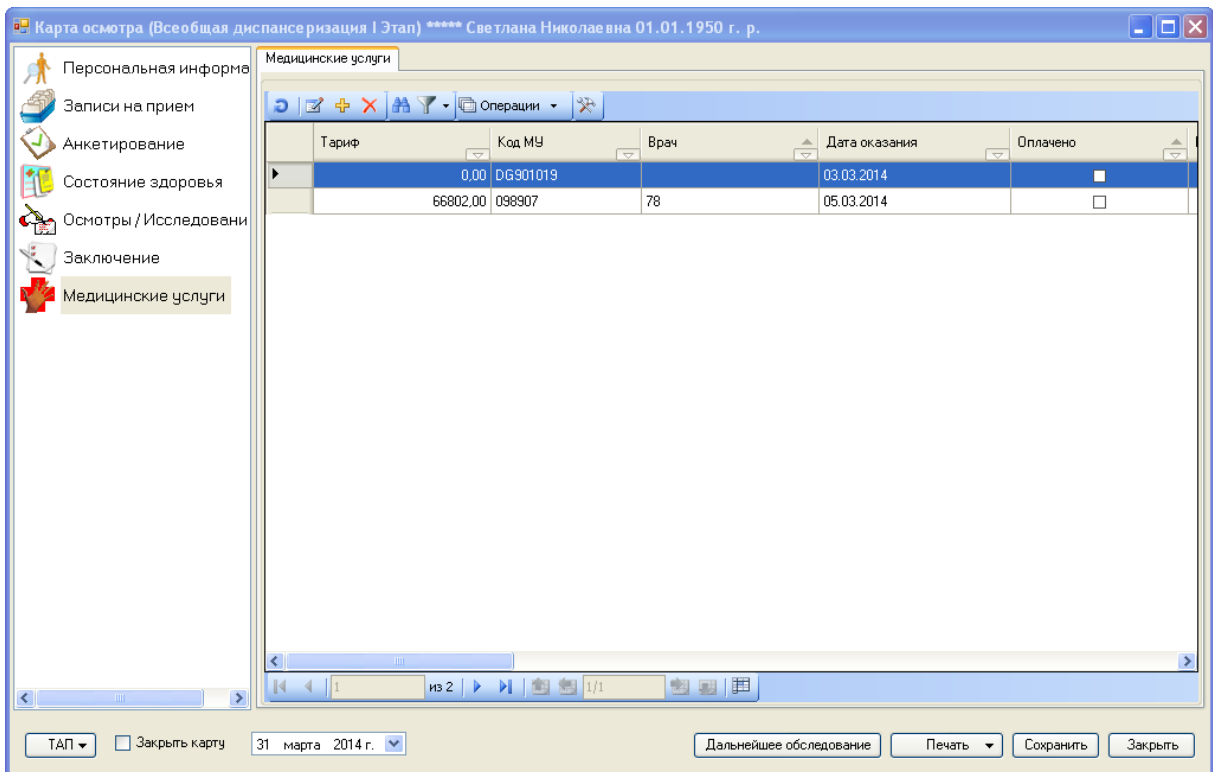 Карта осмотра (Всеобщая диспансеризация I Этап) ***** Светлана Николаевна 01.01.1950 г. р.
Персональная информа
Записи на прием
Анкетирование
Состояние здоровья
Осмотры / Исследовани
Заключение
Медицинские услуги
Медицинские услуги
Операции
Тариф Код МУ Врач Дата оказания Оплачено
0,00 DG901019 03.03.2014
66802,00 098907 78 05.03.2014
1 из 2 1/1
ТАП Закрыть карту 31 марта 2014 г. Дальнейшее обследование Печать Сохранить Закрыть